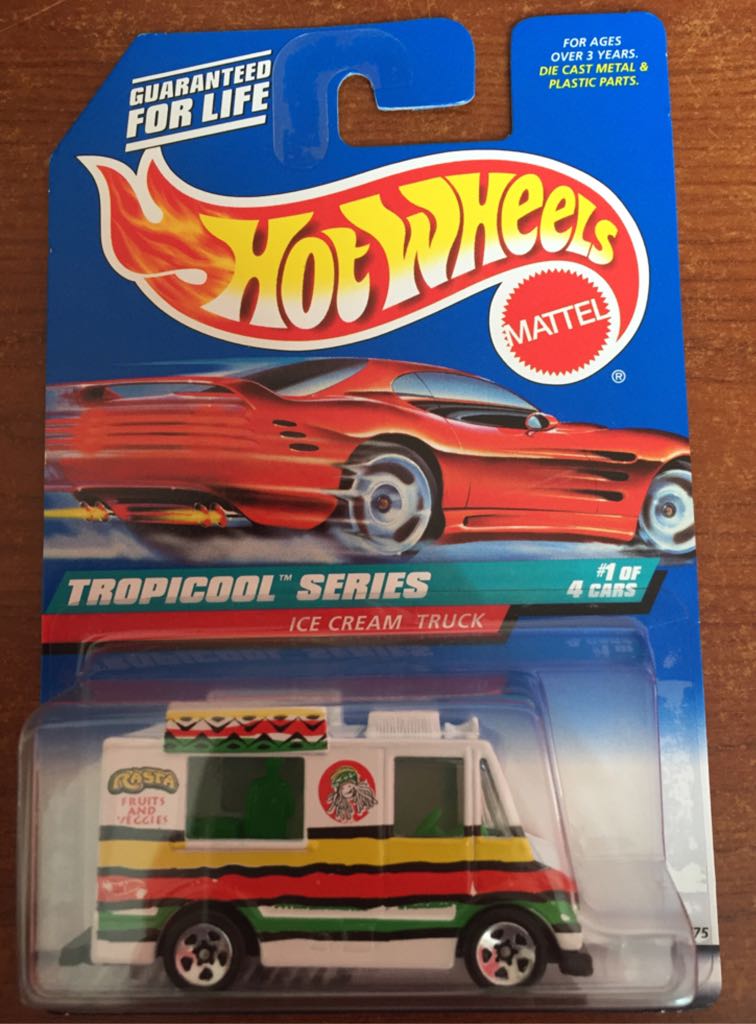 GUARANTEED
FOR LIFE
FOR AGES
OVER 3 YEARS.
DIE CAST METAL &
PLASTIC PARTS.
HOT WHEELS
MATTEL
®
TROPICOOL™ SERIES
#1 OF
4 CARS
ICE CREAM TRUCK
RASTA
FRUITS
AND
VEGGIES
75